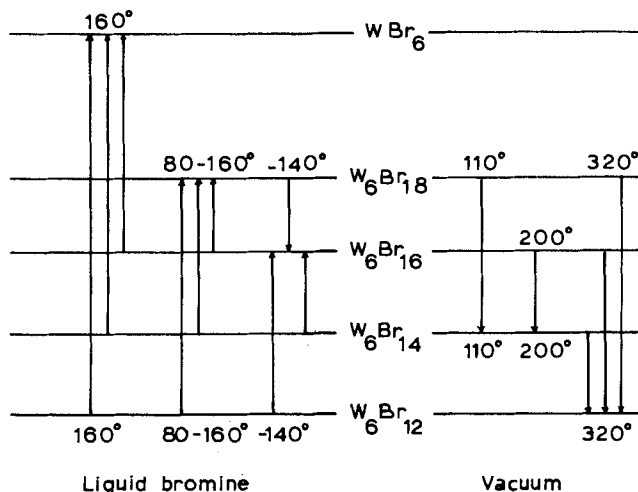 160° WBr₆
80-160° -140° W₆Br₁₈ 110° 320°
W₆Br₁₆ 200°
W₆Br₁₄ 110° 200°
160° 80-160° -140° W₆Br₁₂ 320°
Liquid bromine Vacuum